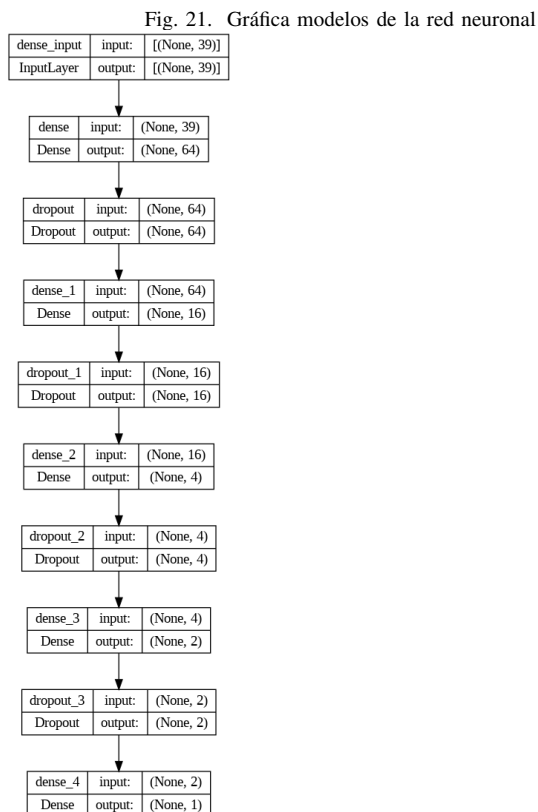 Fig. 21. Gráfica modelos de la red neuronal
dense_input input: [(None, 39)]
InputLayer output: [(None, 39)]
dense input: (None, 39)
Dense output: (None, 64)
dropout input: (None, 64)
Dropout output: (None, 64)
dense_1 input: (None, 64)
Dense output: (None, 16)
dropout_1 input: (None, 16)
Dropout output: (None, 16)
dense_2 input: (None, 16)
Dense output: (None, 4)
dropout_2 input: (None, 4)
Dropout output: (None, 4)
dense_3 input: (None, 4)
Dense output: (None, 2)
dropout_3 input: (None, 2)
Dropout output: (None, 2)
dense_4 input: (None, 2)
Dense output: (None, 1)